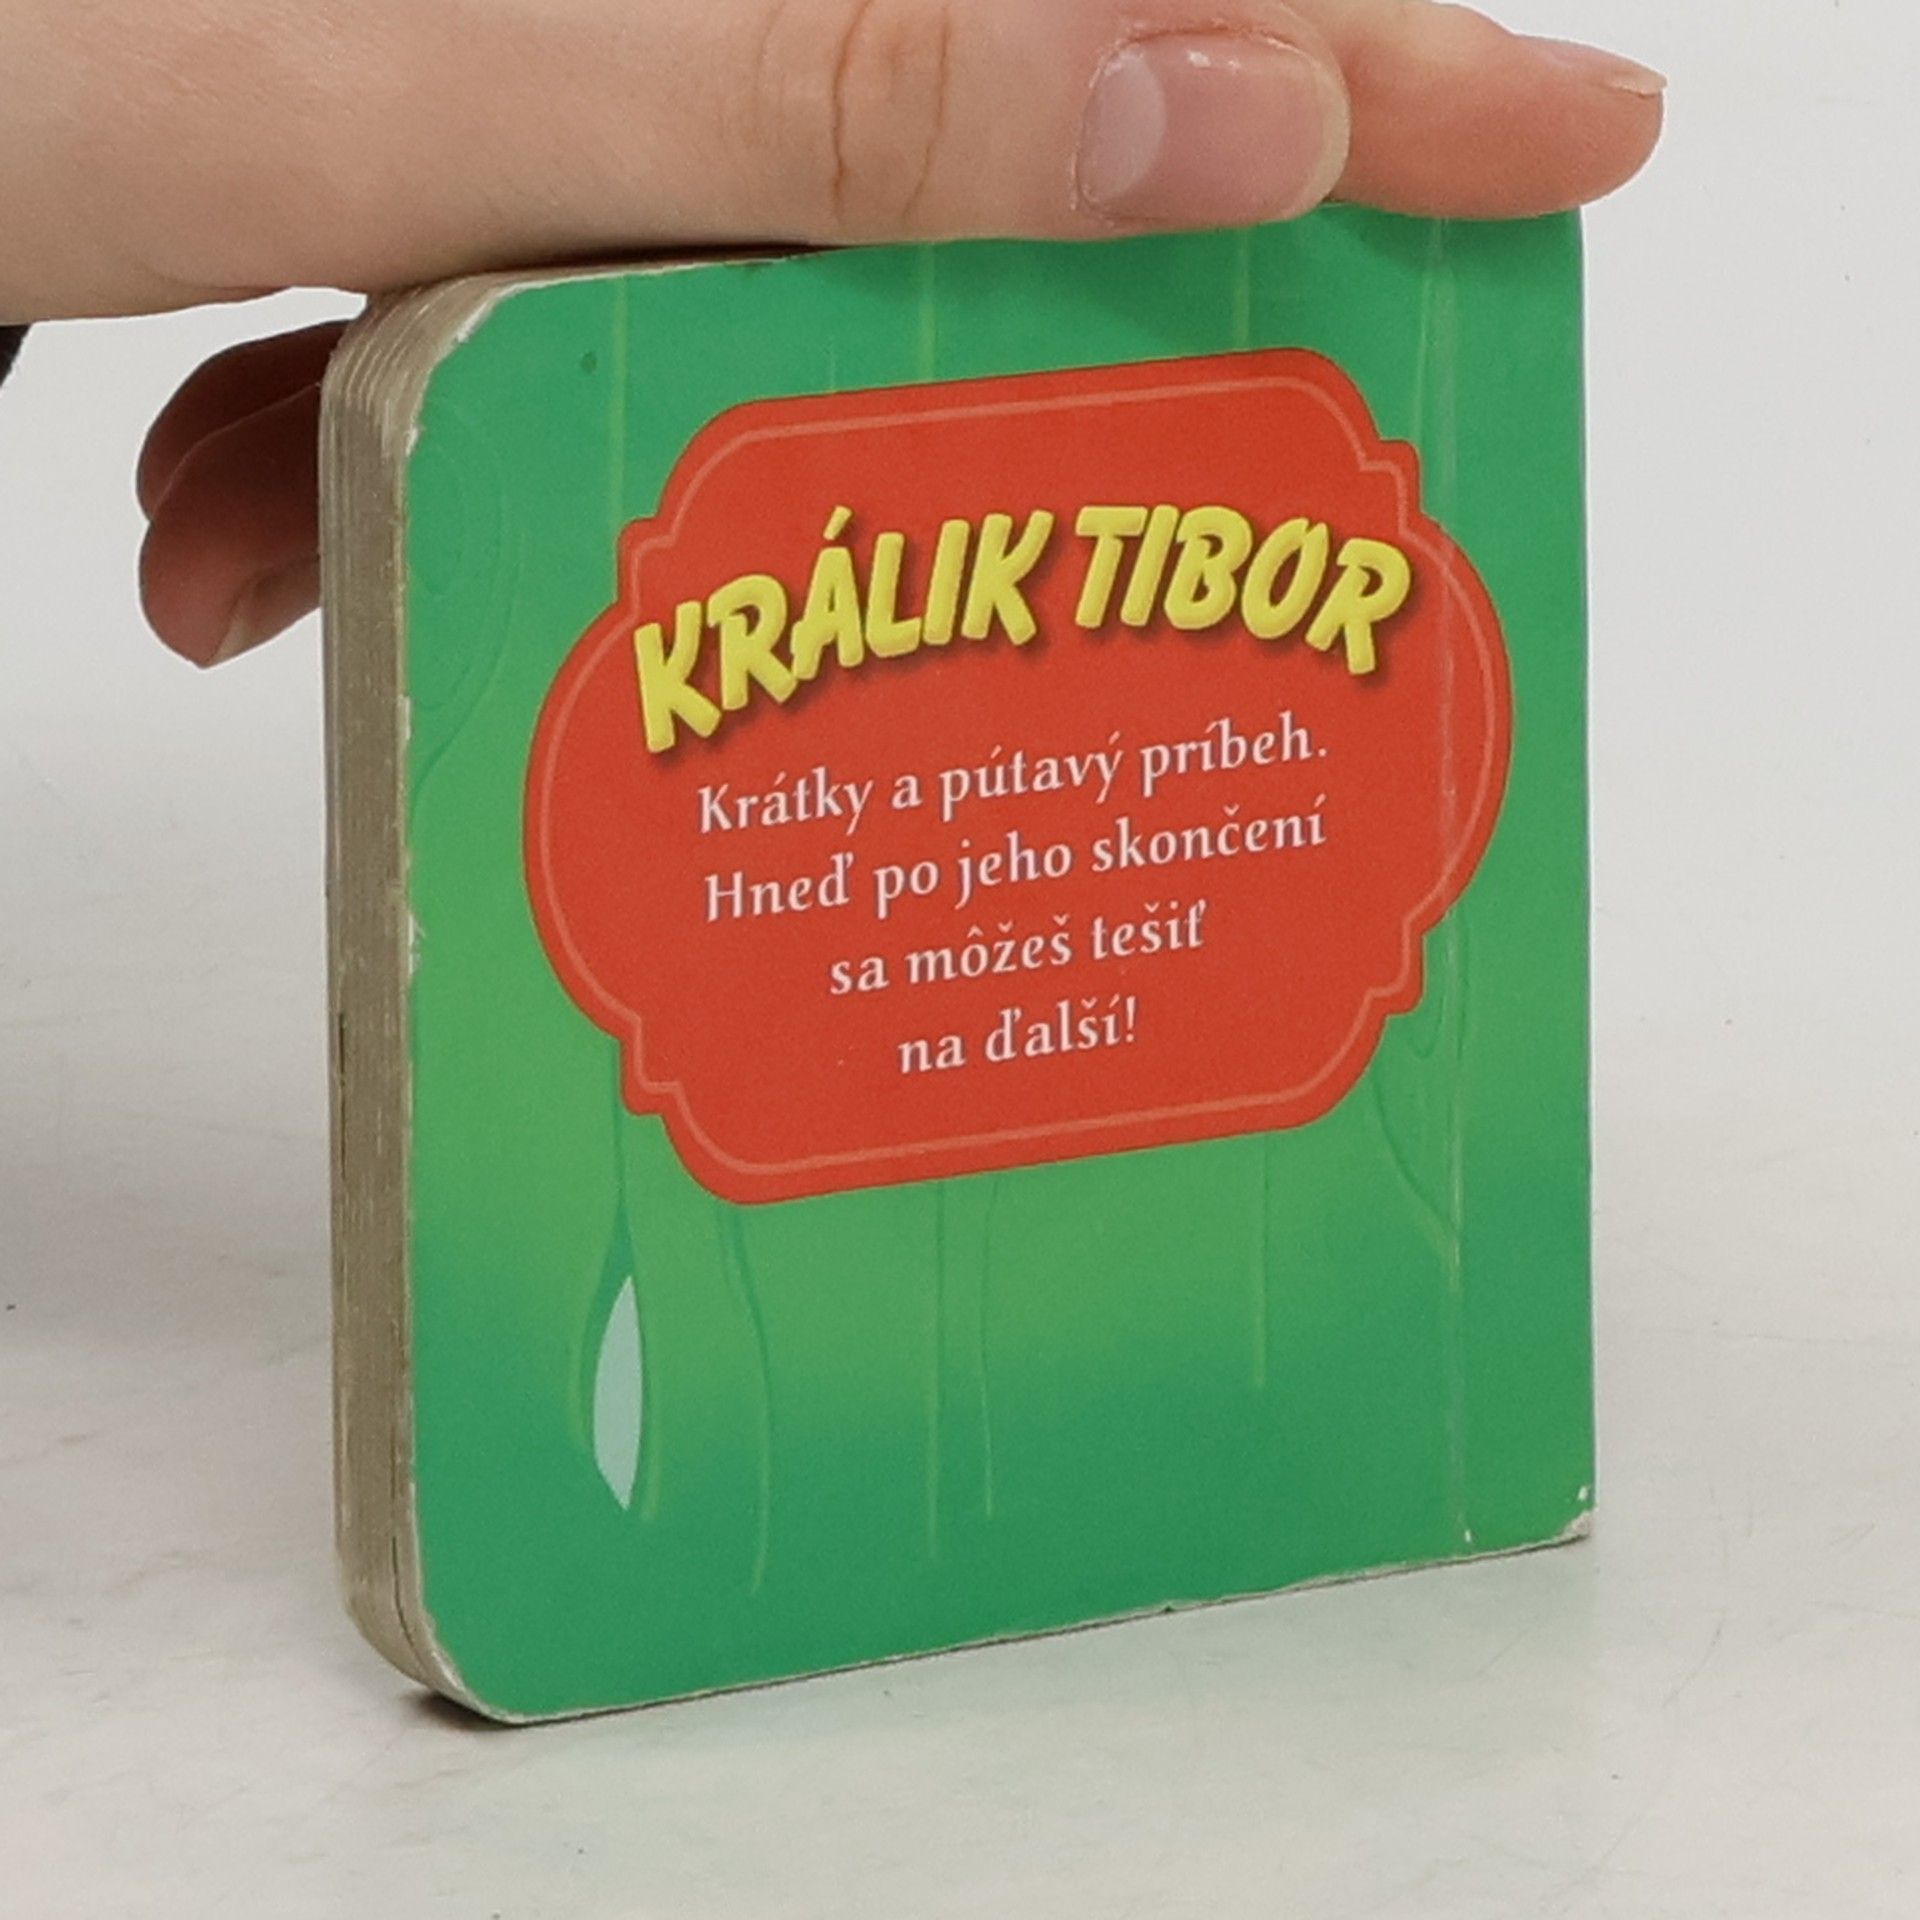 KRÁLIK TIBOR
Krátky a pútavý príbeh.
Hneď po jeho skončení
sa môžeš tešiť
na ďalší!